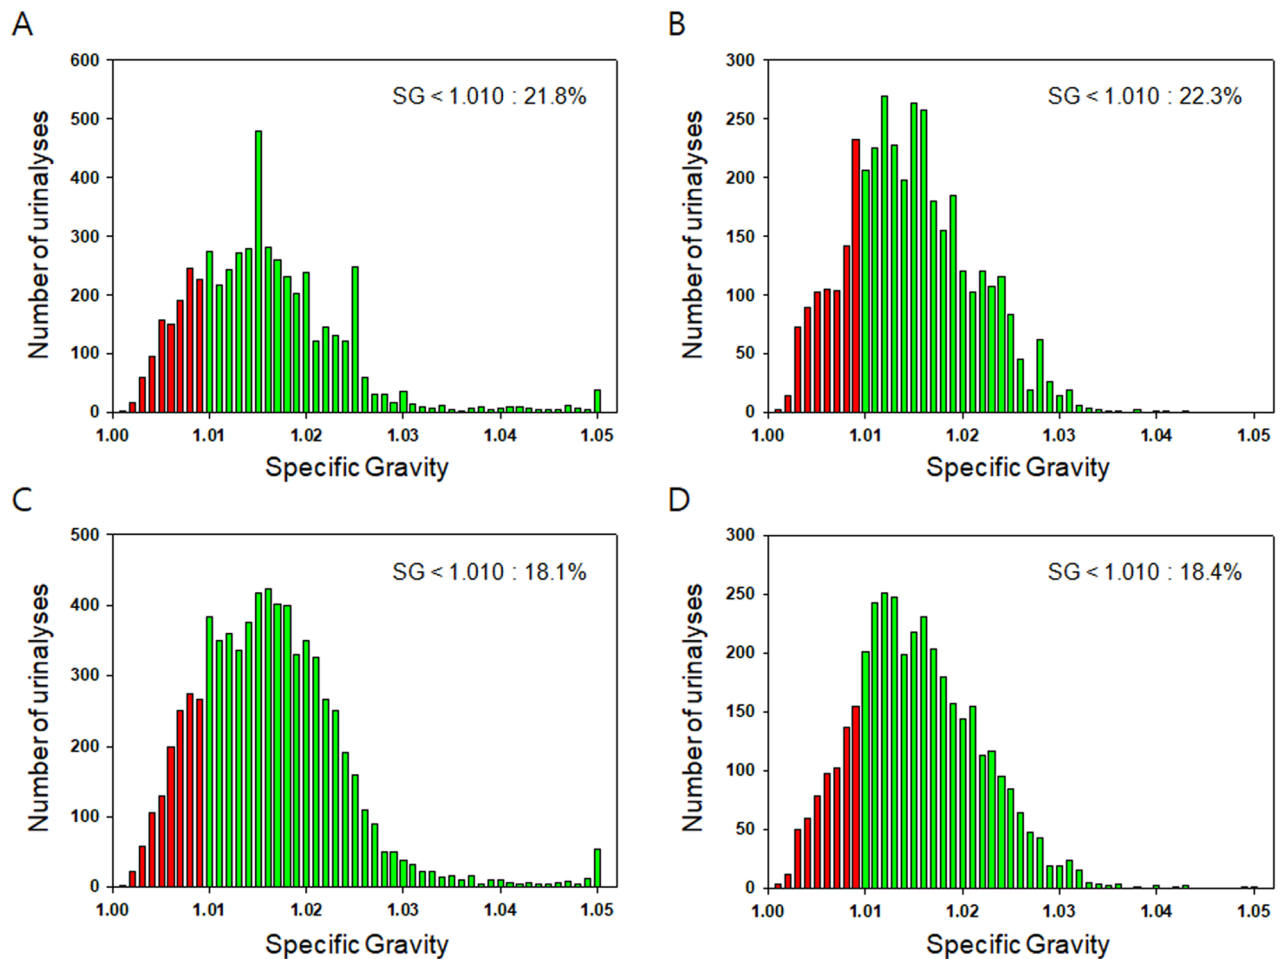 A
SG < 1.010 : 21.8%
Number of urinalyses
600
500
400
300
200
100
0
1.00 1.01 1.02 1.03 1.04 1.05
Specific Gravity
B
SG < 1.010 : 22.3%
Number of urinalyses
300
250
200
150
100
50
0
1.00 1.01 1.02 1.03 1.04 1.05
Specific Gravity
C
SG < 1.010 : 18.1%
Number of urinalyses
500
400
300
200
100
0
1.00 1.01 1.02 1.03 1.04 1.05
Specific Gravity
D
SG < 1.010 : 18.4%
Number of urinalyses
300
250
200
150
100
50
0
1.00 1.01 1.02 1.03 1.04 1.05
Specific Gravity